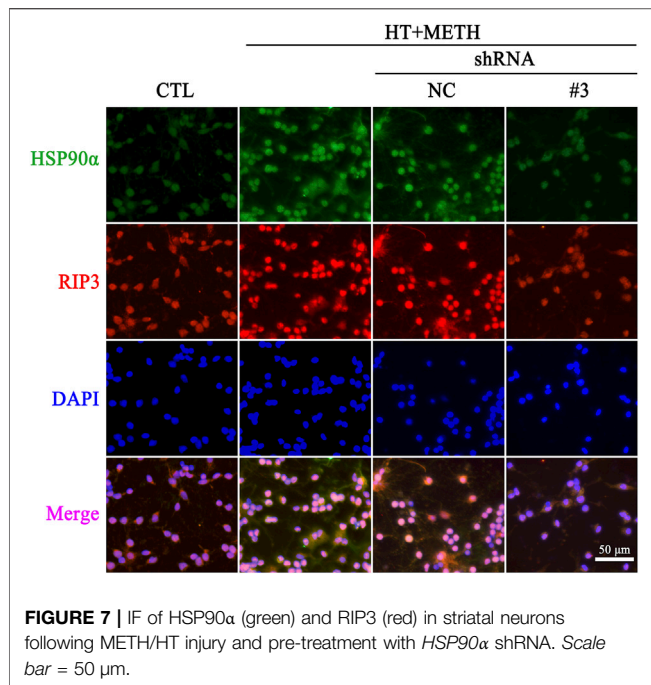 HT+METH
shRNA
CTL NC #3
HSP90α
RIP3
DAPI
Merge
50 μm
FIGURE 7 | IF of HSP90α (green) and RIP3 (red) in striatal neurons
following METH/HT injury and pre-treatment with HSP90α shRNA. Scale
bar = 50 μm.